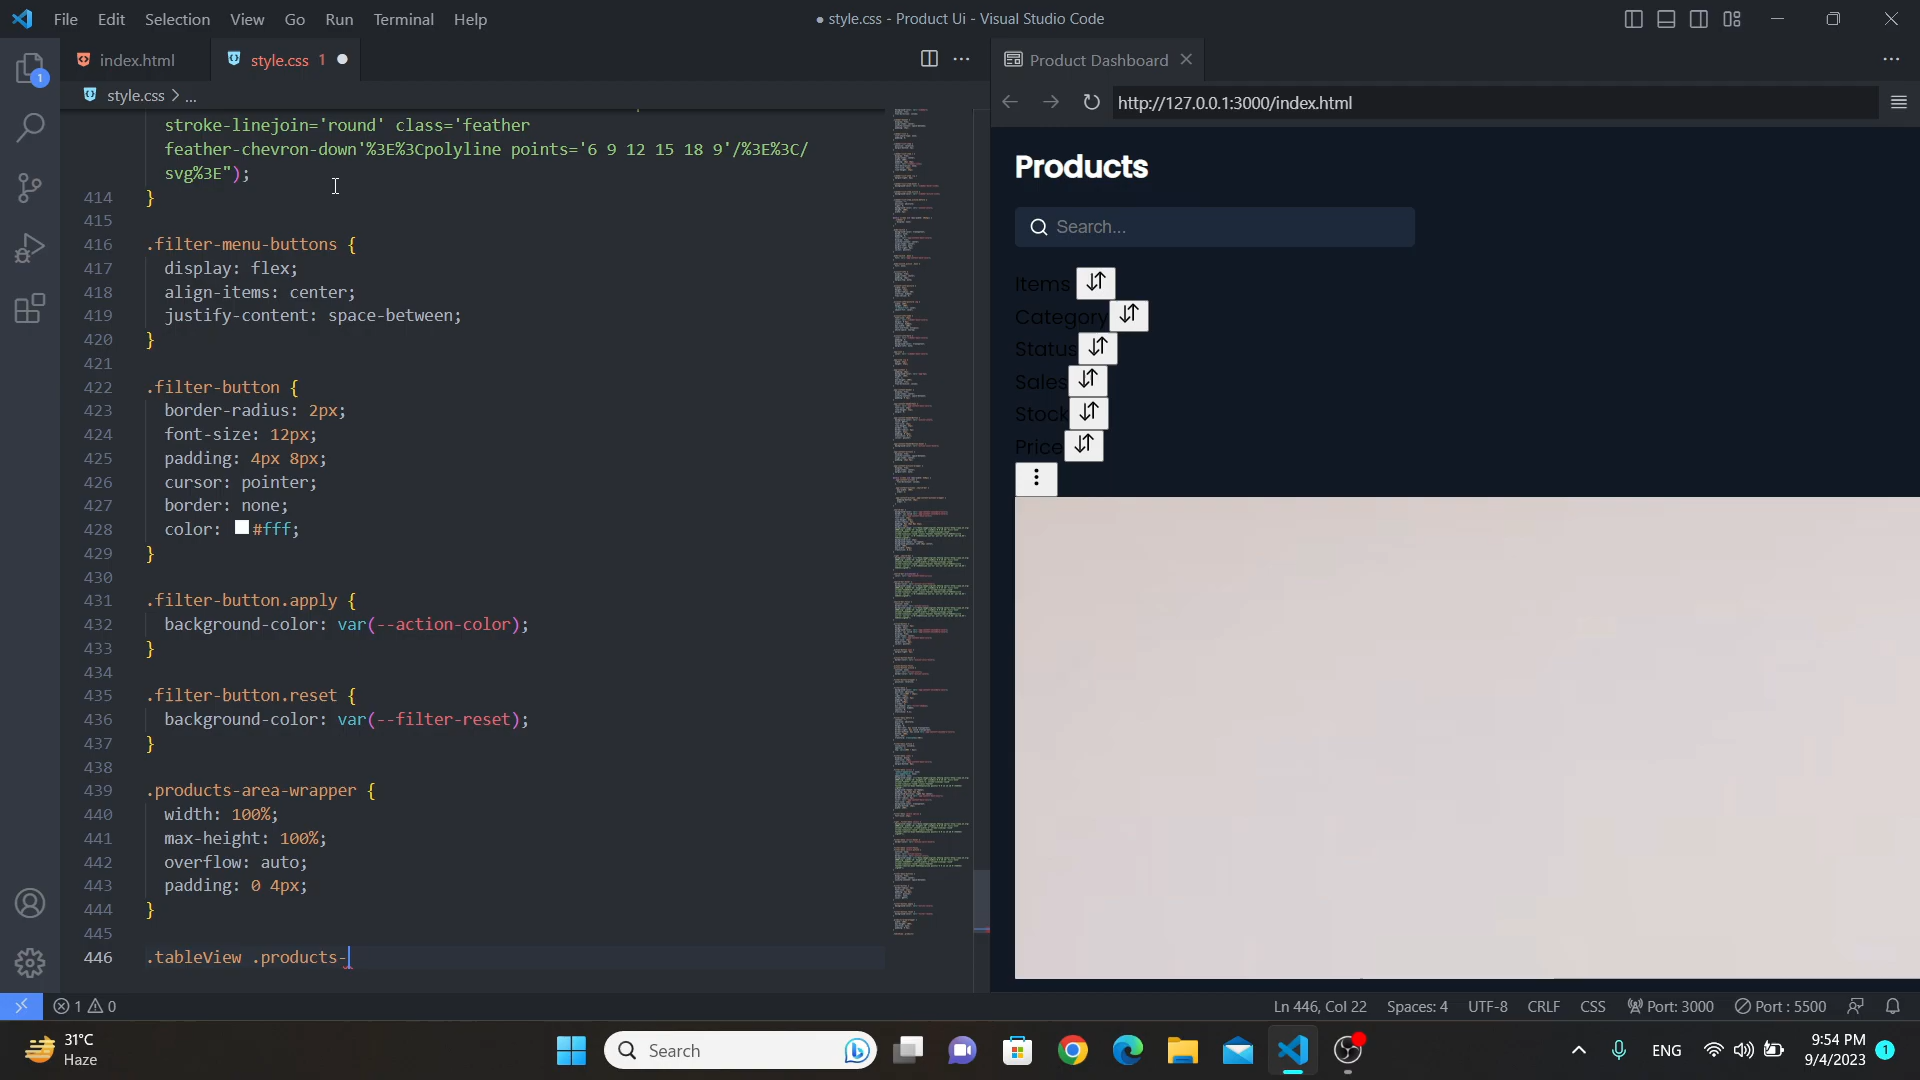 File Edit Selection View Go Run Terminal Help
● style.css - Product Ui - Visual Studio Code
index.html
style.css 1
Product Dashboard
style.css > ...
http://127.0.0.1:3000/index.html
stroke-linejoin='round' class='feather
feather-chevron-down'%3E%3Cpolyline points='6 9 12 15 18 9'/%3E%3C/
svg%3E");
414 }
415
416 .filter-menu-buttons {
417 display: flex;
418 align-items: center;
419 justify-content: space-between;
420 }
421
422 .filter-button {
423 border-radius: 2px;
424 font-size: 12px;
425 padding: 4px 8px;
426 cursor: pointer;
427 border: none;
428 color: #fff;
429 }
430
431 .filter-button.apply {
432 background-color: var(--action-color);
433 }
434
435 .filter-button.reset {
436 background-color: var(--filter-reset);
437 }
438
439 .products-area-wrapper {
440 width: 100%;
441 max-height: 100%;
442 overflow: auto;
443 padding: 0 4px;
444 }
445
446 .tableView .products-
Products
Search...
Items
Category
Status
Sales
Stock
Price
1
1 0
Ln 446, Col 22 Spaces: 4 UTF-8 CRLF CSS Port: 3000 Port : 5500
31°C
Haze
Search
ENG
9:54 PM
9/4/2023
1